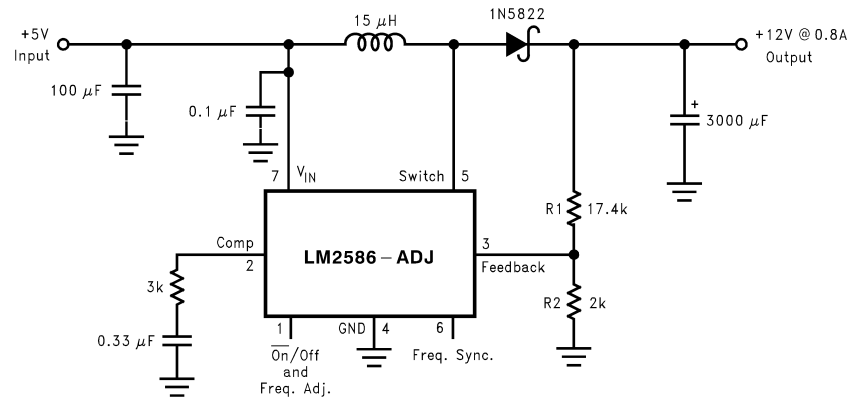 1N5822
15 μH
+5V
Input
+12V @ 0.8A
Output
100 μF
0.1 μF
+
3000 μF
7
VIN
Switch
5
R1
17.4k
Comp
2
LM2586-ADJ
3
Feedback
3k
R2
2k
0.33 μF
1
GND
4
6
On/Off
and
Freq. Adj.
Freq. Sync.